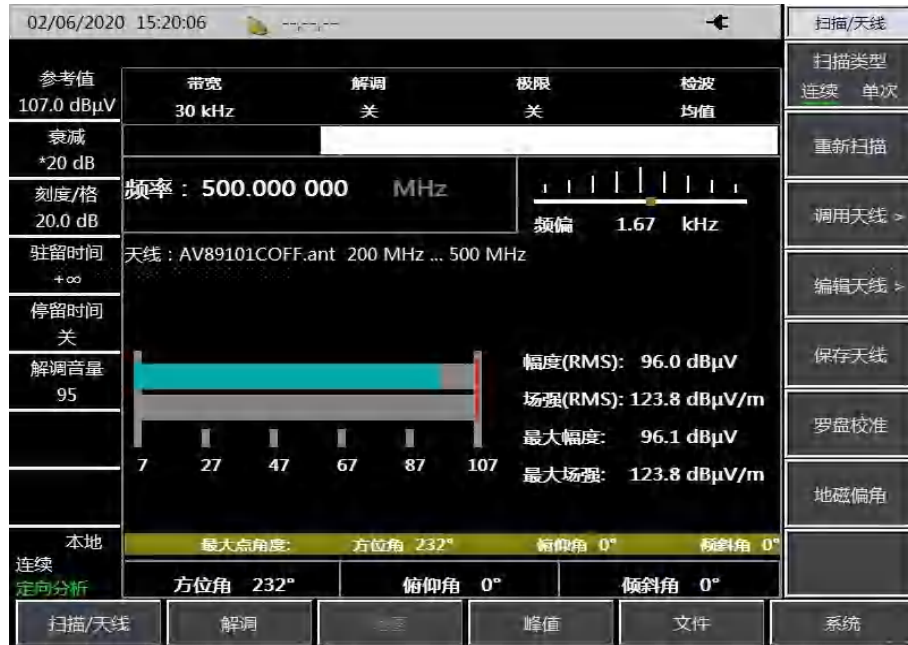 02/06/2020 15:20:06 --,--,--
扫描/天线
参考值
107.0 dBμV
衰减
*20 dB
刻度/格
20.0 dB
驻留时间
+∞
停留时间
关
解调音量
95
本地
连续
定向分析
带宽 解调 极限 检波
30 kHz 关 关 均值
频率：500.000 000 MHz
频偏 1.67 kHz
天线：AV89101COFF.ant 200 MHz ... 500 MHz
幅度(RMS): 96.0 dBμV
场强(RMS): 123.8 dBμV/m
最大幅度: 96.1 dBμV
最大场强: 123.8 dBμV/m
7 27 47 67 87 107
最大点角度: 方位角 232° 俯仰角 0° 倾斜角 0°
方位角 232° 俯仰角 0° 倾斜角 0°
扫描类型
连续 单次
重新扫描
调用天线 >
编辑天线 >
保存天线
罗盘校准
地磁偏角
扫描/天线 解调 峰值 文件 系统